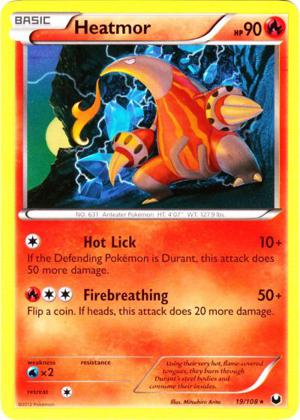 BASIC
Heatmor
HP 90
NO. 631 Anteater Pokémon HT. 4'07" WT. 127.9 lbs.
Hot Lick 10+
If the Defending Pokémon is Durant, this attack does
50 more damage.
Firebreathing 50+
Flip a coin. If heads, this attack does 20 more damage.
weakness
resistance
×2
retreat
Using their very hot, flame-covered
tongues, they burn through
Durant's steel bodies and
consume their insides.
Illus. Mitsuhiro Arita
19/108 ★